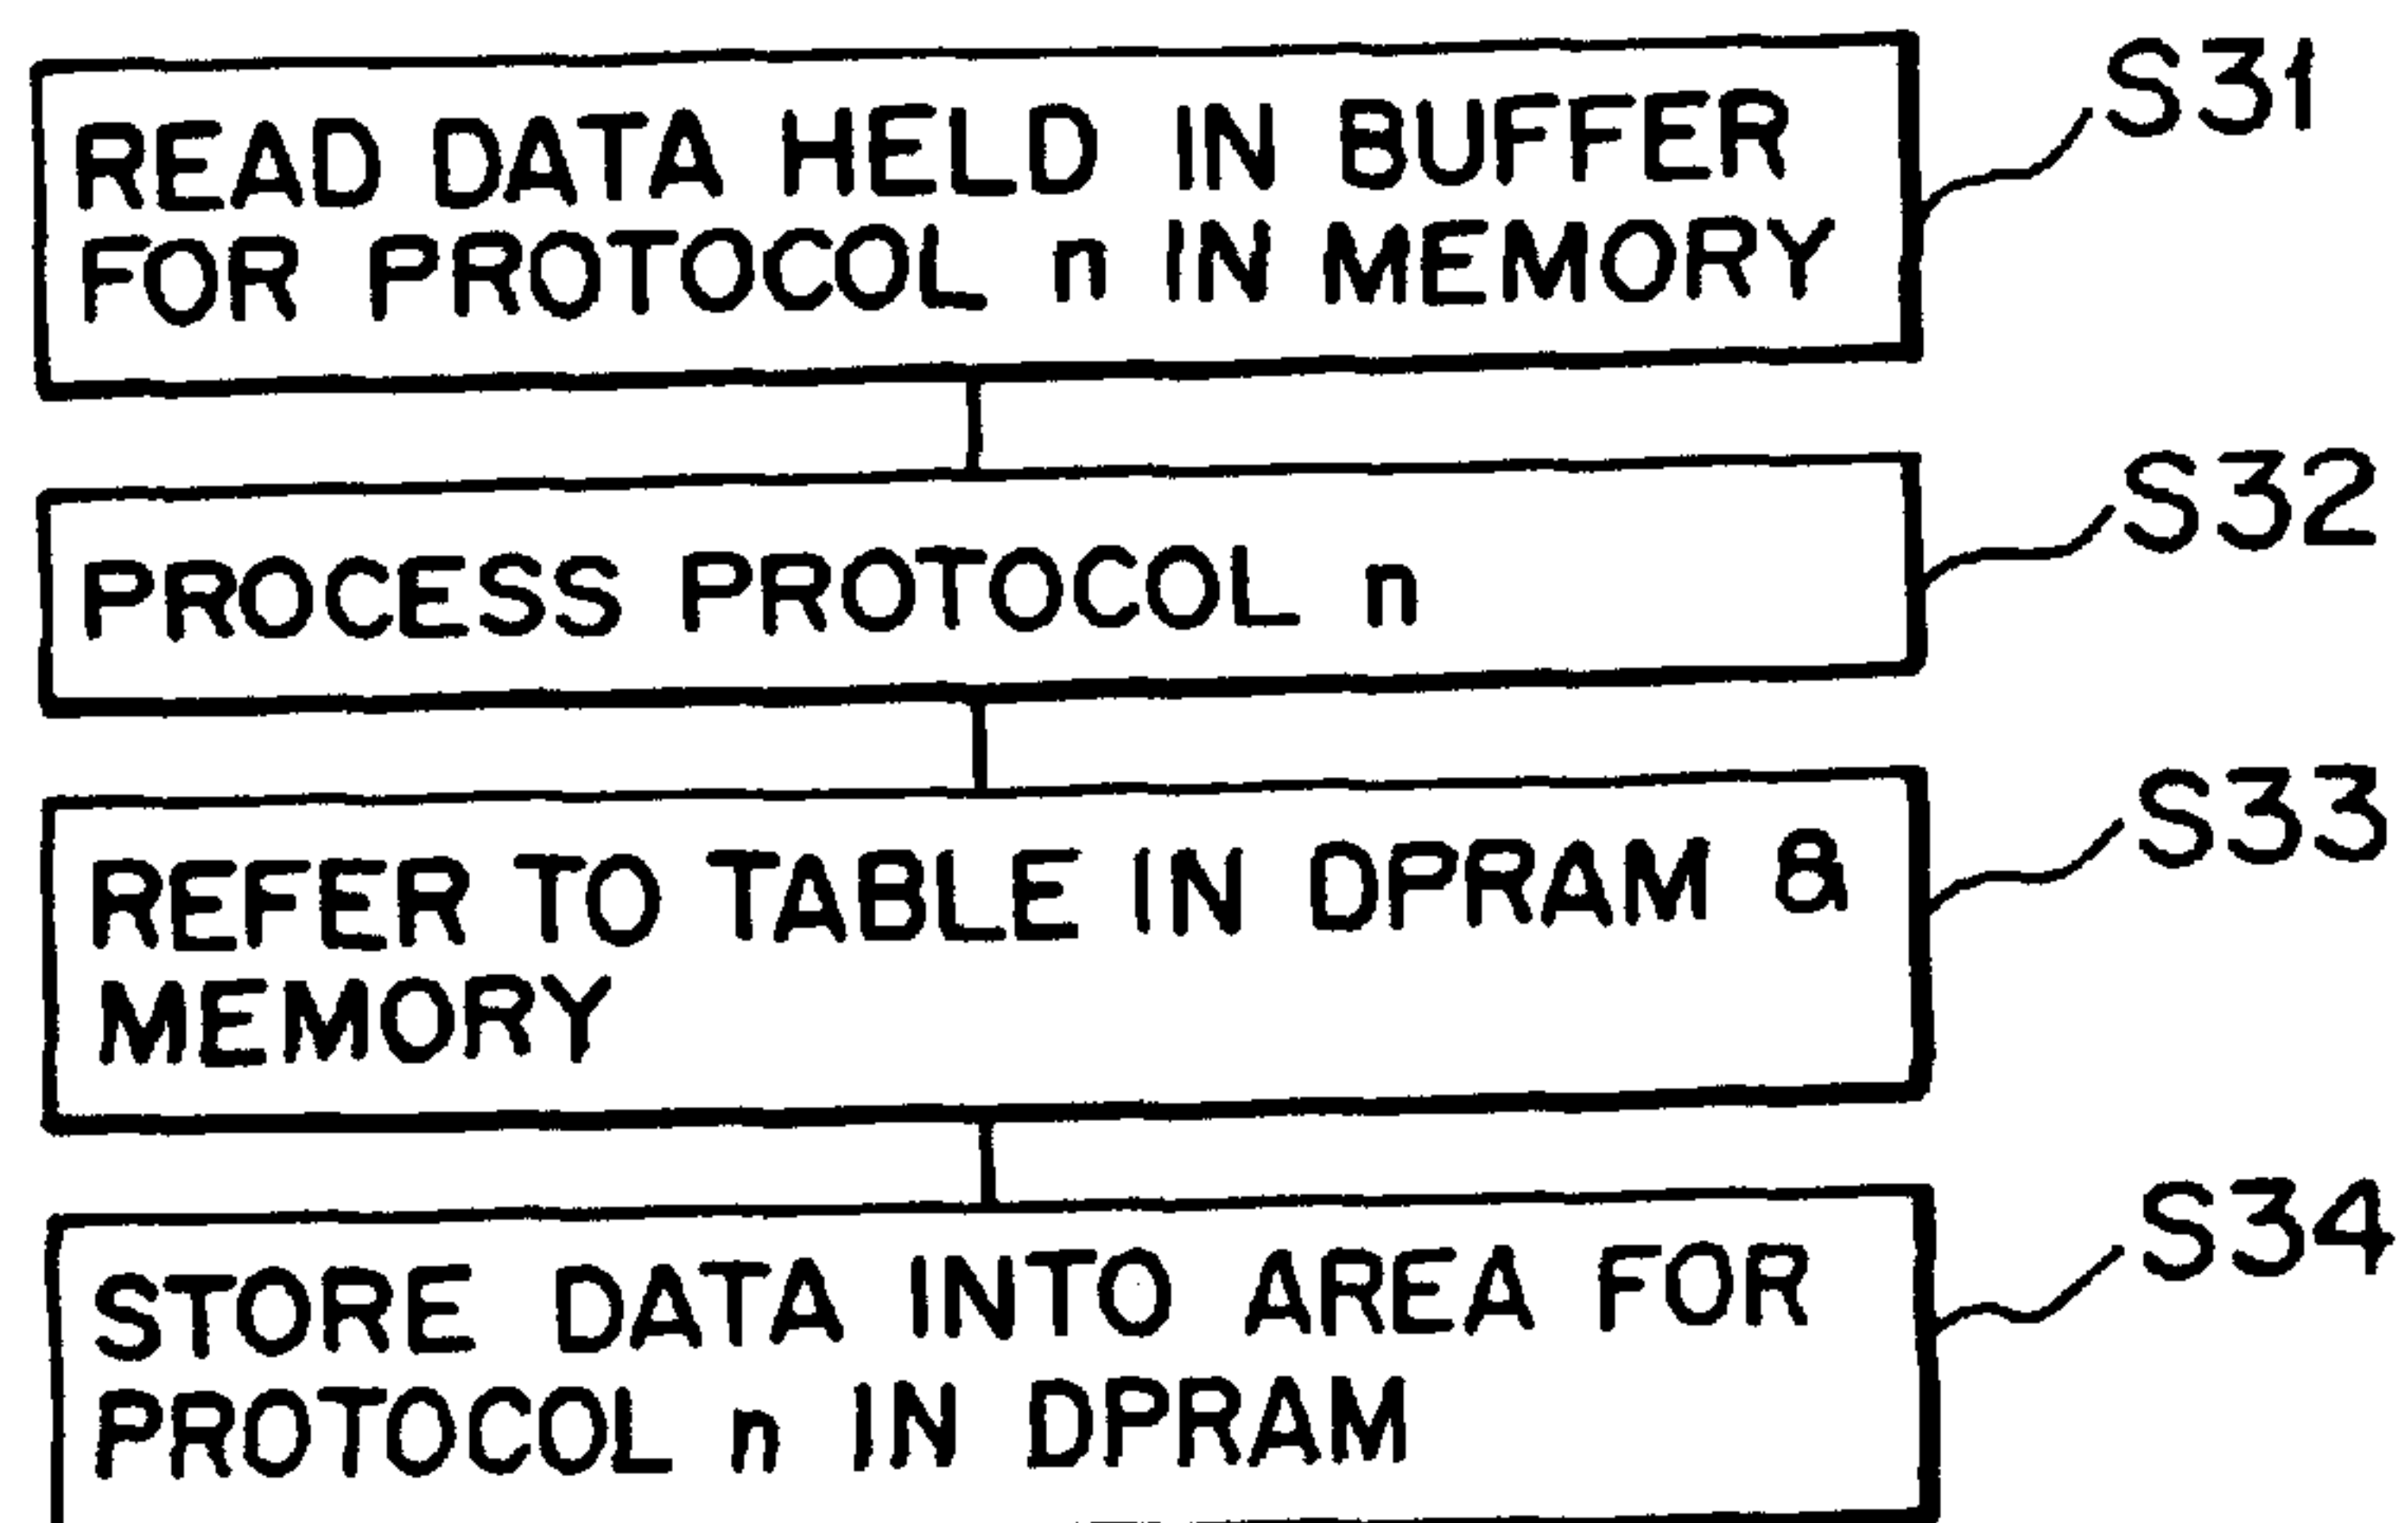 READ DATA HELD IN BUFFER
FOR PROTOCOL n IN MEMORY
S31
PROCESS PROTOCOL n
S32
REFER TO TABLE IN DPRAM &
MEMORY
S33
STORE DATA INTO AREA FOR
PROTOCOL n IN DPRAM
S34